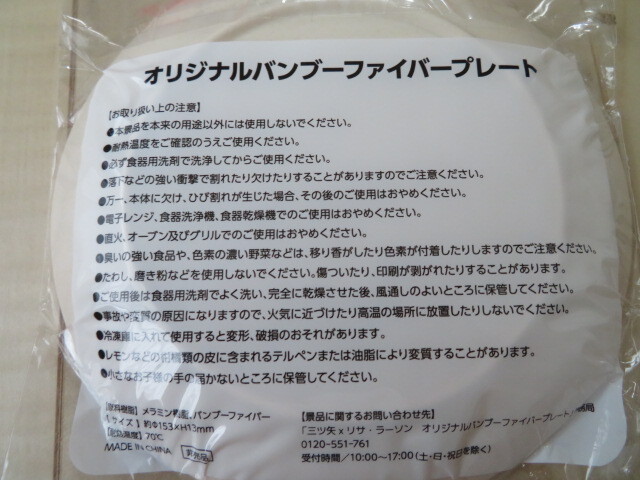 オリジナルバンブーファイバープレート
【お取り扱い上の注意】
●本景品を本来の用途以外には使用しないでください。
●耐熱温度をご確認のうえご使用ください。
●必ず食器用洗剤で洗浄してからご使用ください。
●落下などの強い衝撃で割れたり欠けたりすることがありますのでご注意ください。
●万一、本体に欠け、ひび割れが生じた場合、その後のご使用はおやめください。
●電子レンジ、食器洗浄機、食器乾燥機でのご使用はおやめください。
●直火、オーブン及びグリルでのご使用はおやめください。
●臭いの強い食品や、色素の濃い野菜などは、移り香がしたり色素が付着したりしますのでご注意ください。
●たわし、磨き粉などを使用しないでください。傷ついたり、印刷が剥がれたりすることがあります。
●ご使用後は食器用洗剤でよく洗い、完全に乾燥させた後、風通しのよいところに保管してください。
●事故や変質の原因になりますので、火気に近づけたり高温の場所に放置したりしないでください。
●冷凍庫に入れて使用すると変形、破損のおそれがあります。
●レモンなどの柑橘類の皮に含まれるテルペンまたは油脂により変質することがあります。
●小さなお子様の手の届かないところに保管してください。
【原料樹脂】メラミン樹脂、バンブーファイバー
【サイズ】約Φ153×H13mm
【耐熱温度】70℃
MADE IN CHINA 非売品
【景品に関するお問い合わせ先】
「三ツ矢 x リサ・ラーソン オリジナルバンブーファイバープレート」事務局
0120-551-761
受付時間/10:00〜17:00(土・日・祝日を除く)